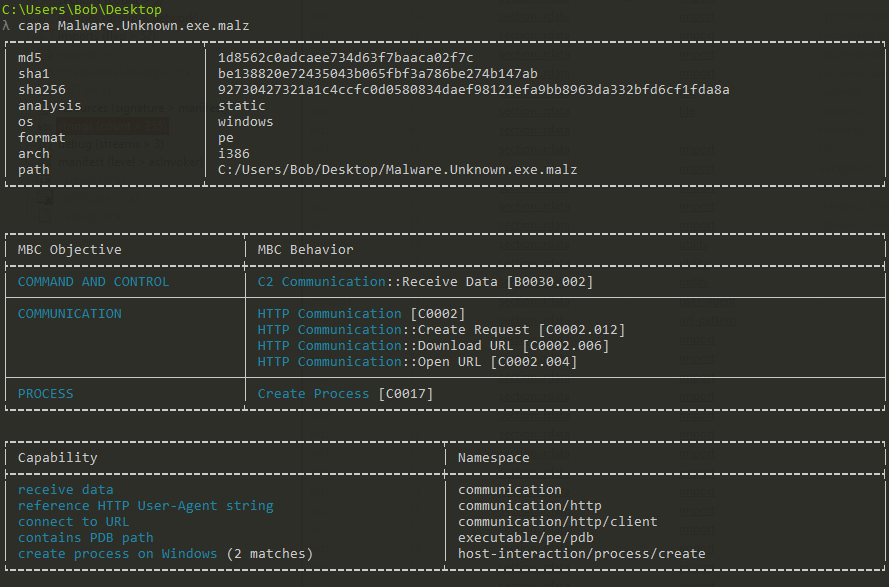 C:\Users\Bob\Desktop
λ capa Malware.Unknown.exe.malz
md5 1d8562c0adcaee734d63f7baaca02f7c
sha1 be138820e72435043b065fbf3a786be274b147ab
sha256 92730427321a1c4ccfc0d0580834daef98121efa9bb8963da332bfd6cf1fda8a
analysis static
os windows
format pe
arch i386
path C:/Users/Bob/Desktop/Malware.Unknown.exe.malz
MBC Objective MBC Behavior
COMMAND AND CONTROL C2 Communication::Receive Data [B0030.002]
COMMUNICATION HTTP Communication [C0002]
HTTP Communication::Create Request [C0002.012]
HTTP Communication::Download URL [C0002.006]
HTTP Communication::Open URL [C0002.004]
PROCESS Create Process [C0017]
Capability Namespace
receive data communication
reference HTTP User-Agent string communication/http
connect to URL communication/http/client
contains PDB path executable/pe/pdb
create process on Windows (2 matches) host-interaction/process/create